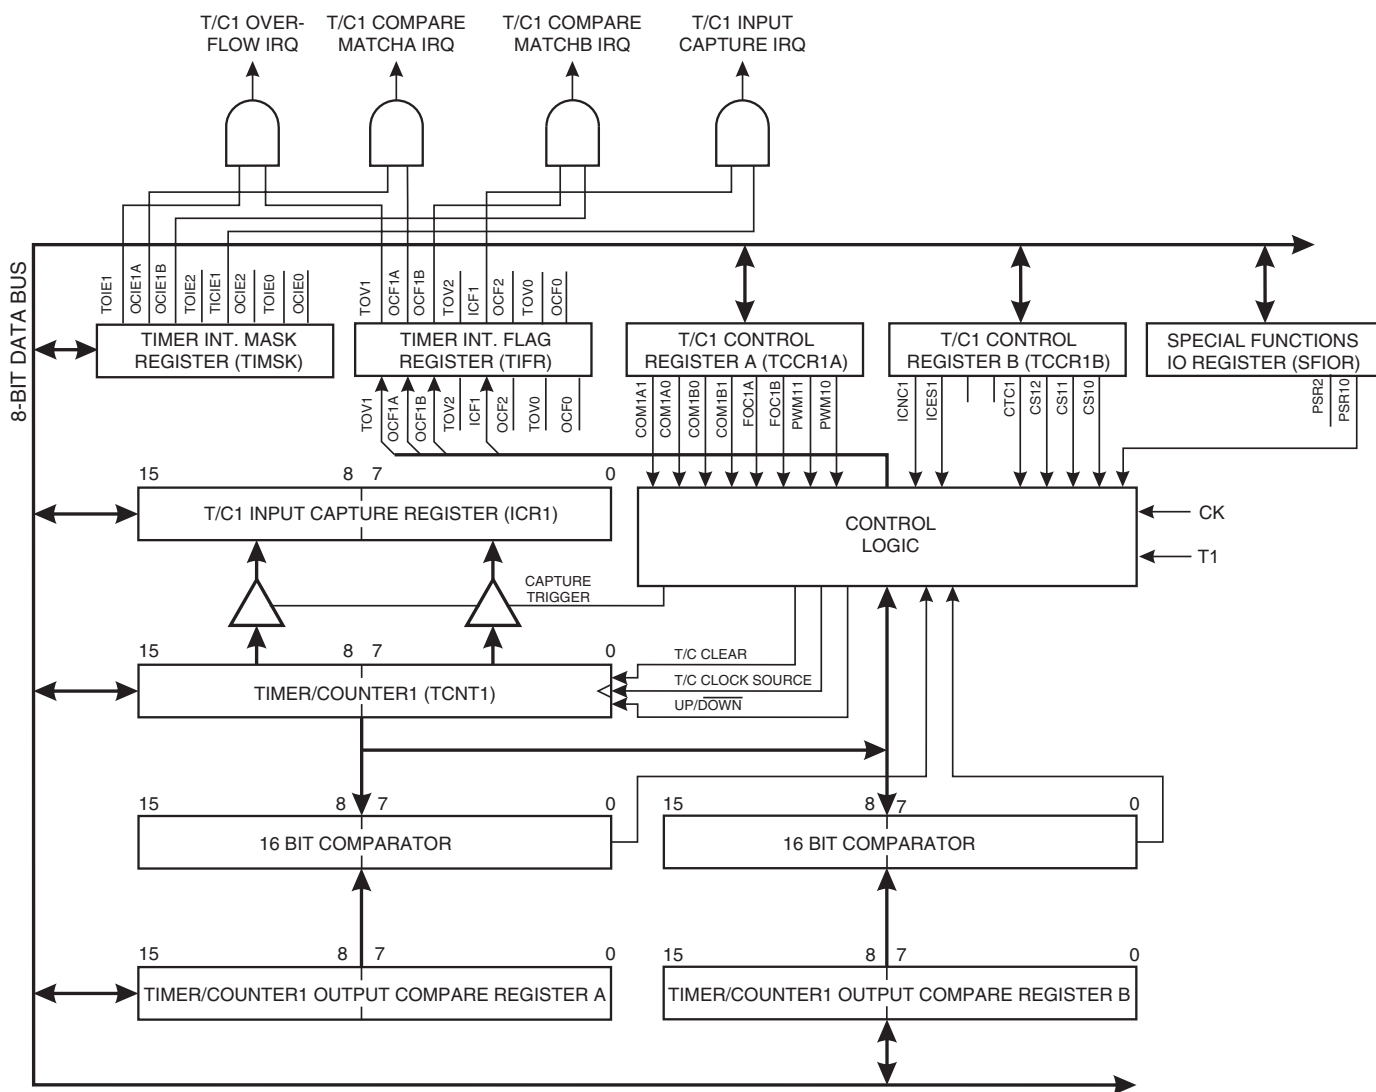 T/C1 OVER-
FLOW IRQ
T/C1 COMPARE
MATCHA IRQ
T/C1 COMPARE
MATCHB IRQ
T/C1 INPUT
CAPTURE IRQ
8-BIT DATA BUS
TOIE1
OCIE1A
OCIE1B
TOIE2
TICIE1
OCIE2
TOIE0
OCIE0
TOV1
OCF1A
OCF1B
TOV2
ICF1
OCF2
TOV0
OCF0
TIMER INT. MASK
REGISTER (TIMSK)
TIMER INT. FLAG
REGISTER (TIFR)
T/C1 CONTROL
REGISTER A (TCCR1A)
T/C1 CONTROL
REGISTER B (TCCR1B)
SPECIAL FUNCTIONS
IO REGISTER (SFIOR)
TOV1
OCF1A
OCF1B
TOV2
ICF1
OCF2
TOV0
OCF0
COM1A1
COM1A0
COM1B0
COM1B1
FOC1A
FOC1B
PWM11
PWM10
ICNC1
ICES1
CTC1
CS12
CS11
CS10
PSR2
PSR10
15 8 7 0
T/C1 INPUT CAPTURE REGISTER (ICR1)
CONTROL
LOGIC
CK
T1
CAPTURE
TRIGGER
15 8 7 0
TIMER/COUNTER1 (TCNT1)
T/C CLEAR
T/C CLOCK SOURCE
UP/DOWN
15 8 7 0
16 BIT COMPARATOR
15 8 7 0
16 BIT COMPARATOR
15 8 7 0
TIMER/COUNTER1 OUTPUT COMPARE REGISTER A
15 8 7 0
TIMER/COUNTER1 OUTPUT COMPARE REGISTER B